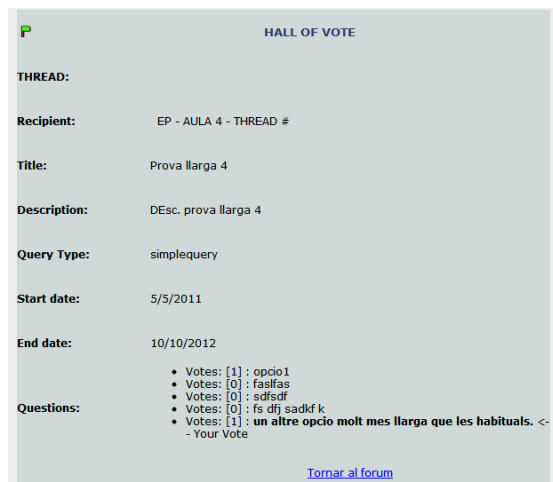 HALL OF VOTE
THREAD:
Recipient: EP - AULA 4 - THREAD #
Title: Prova llarga 4
Description: DEsc. prova llarga 4
Query Type: simplequery
Start date: 5/5/2011
End date: 10/10/2012
Questions:
• Votes: [1] : opcio1
• Votes: [0] : faslfas
• Votes: [0] : sdfsdf
• Votes: [0] : fs dfj sadkf k
• Votes: [1] : un altre opcio molt mes llarga que les habituals. <-
- Your Vote
Tornar al forum